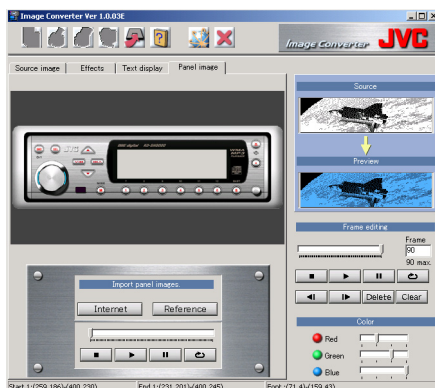 Image Converter Ver 1.0.03E
Image Converter JVC
Source image Effects Text display Panel image
Source
Preview
Frame editing
Frame
90
90 max.
Delete Clear
Import panel images.
Internet Reference
Color
Red
Green
Blue
Start 1:(259,186)-(400,230) End 1:(231,201)-(400,245) Font :(71,4)-(159,43)